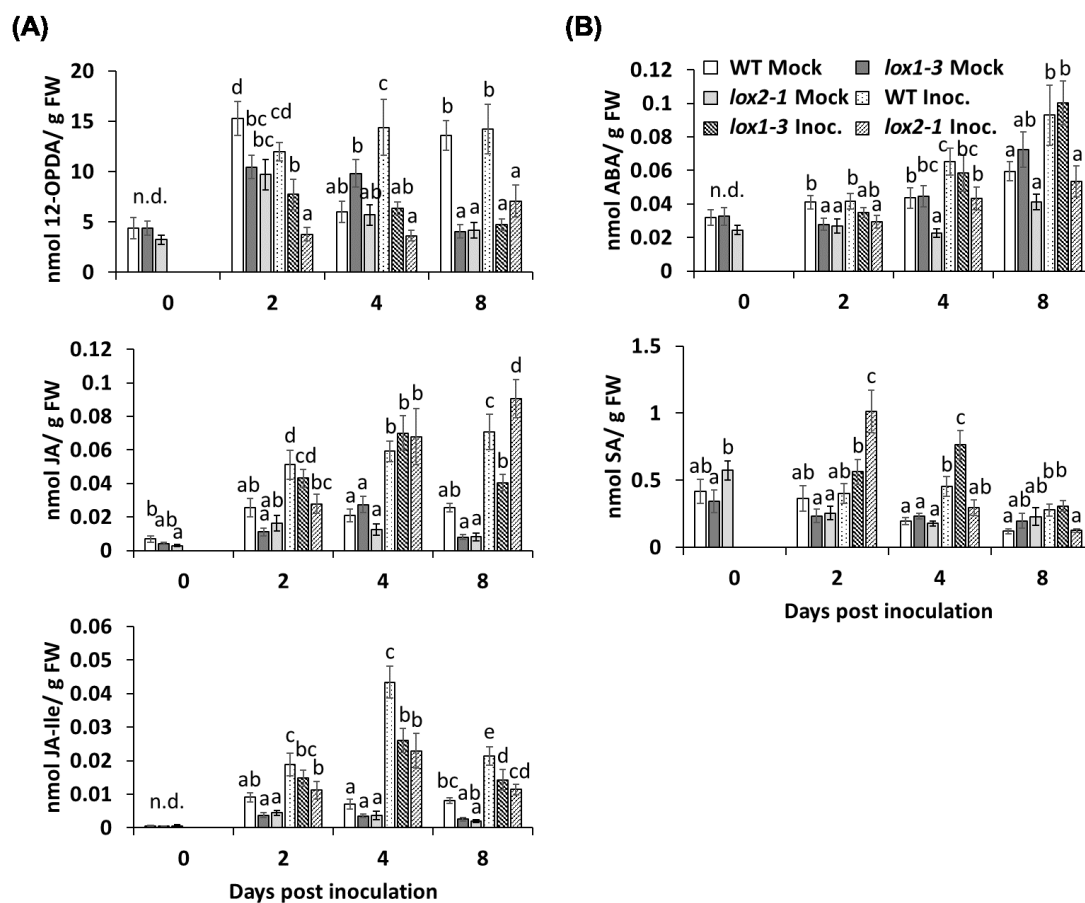 (A)
nmol 12-OPDA/ g FW
20
15
10
5
0
n.d.
d
bc
bc
cd
b
a
ab
b
ab
c
ab
a
b
a
a
b
a
a
0 2 4 8
nmol JA/ g FW
0.12
0.1
0.08
0.06
0.04
0.02
0
b
ab
a
ab
a
a
d
cd
bc
a
a
a
b
b
b
ab
a
a
c
b
d
0 2 4 8
nmol JA-Ile/ g FW
0.06
0.05
0.04
0.03
0.02
0.01
0
n.d.
ab
a
a
c
bc
b
a
a
a
c
b
b
bc
ab
a
e
d
cd
0 2 4 8
Days post inoculation
(B)
WT Mock lox1-3 Mock
lox2-1 Mock WT Inoc.
lox1-3 Inoc. lox2-1 Inoc.
nmol ABA/ g FW
0.12
0.1
0.08
0.06
0.04
0.02
0
n.d.
b
a
a
b
ab
a
b
bc
a
c
bc
b
a
ab
a
b
b
a
0 2 4 8
nmol SA/ g FW
1.5
1
0.5
0
ab
a
b
ab
a
a
ab
b
c
a
a
a
b
c
ab
a
ab
ab
b
b
a
0 2 4 8
Days post inoculation